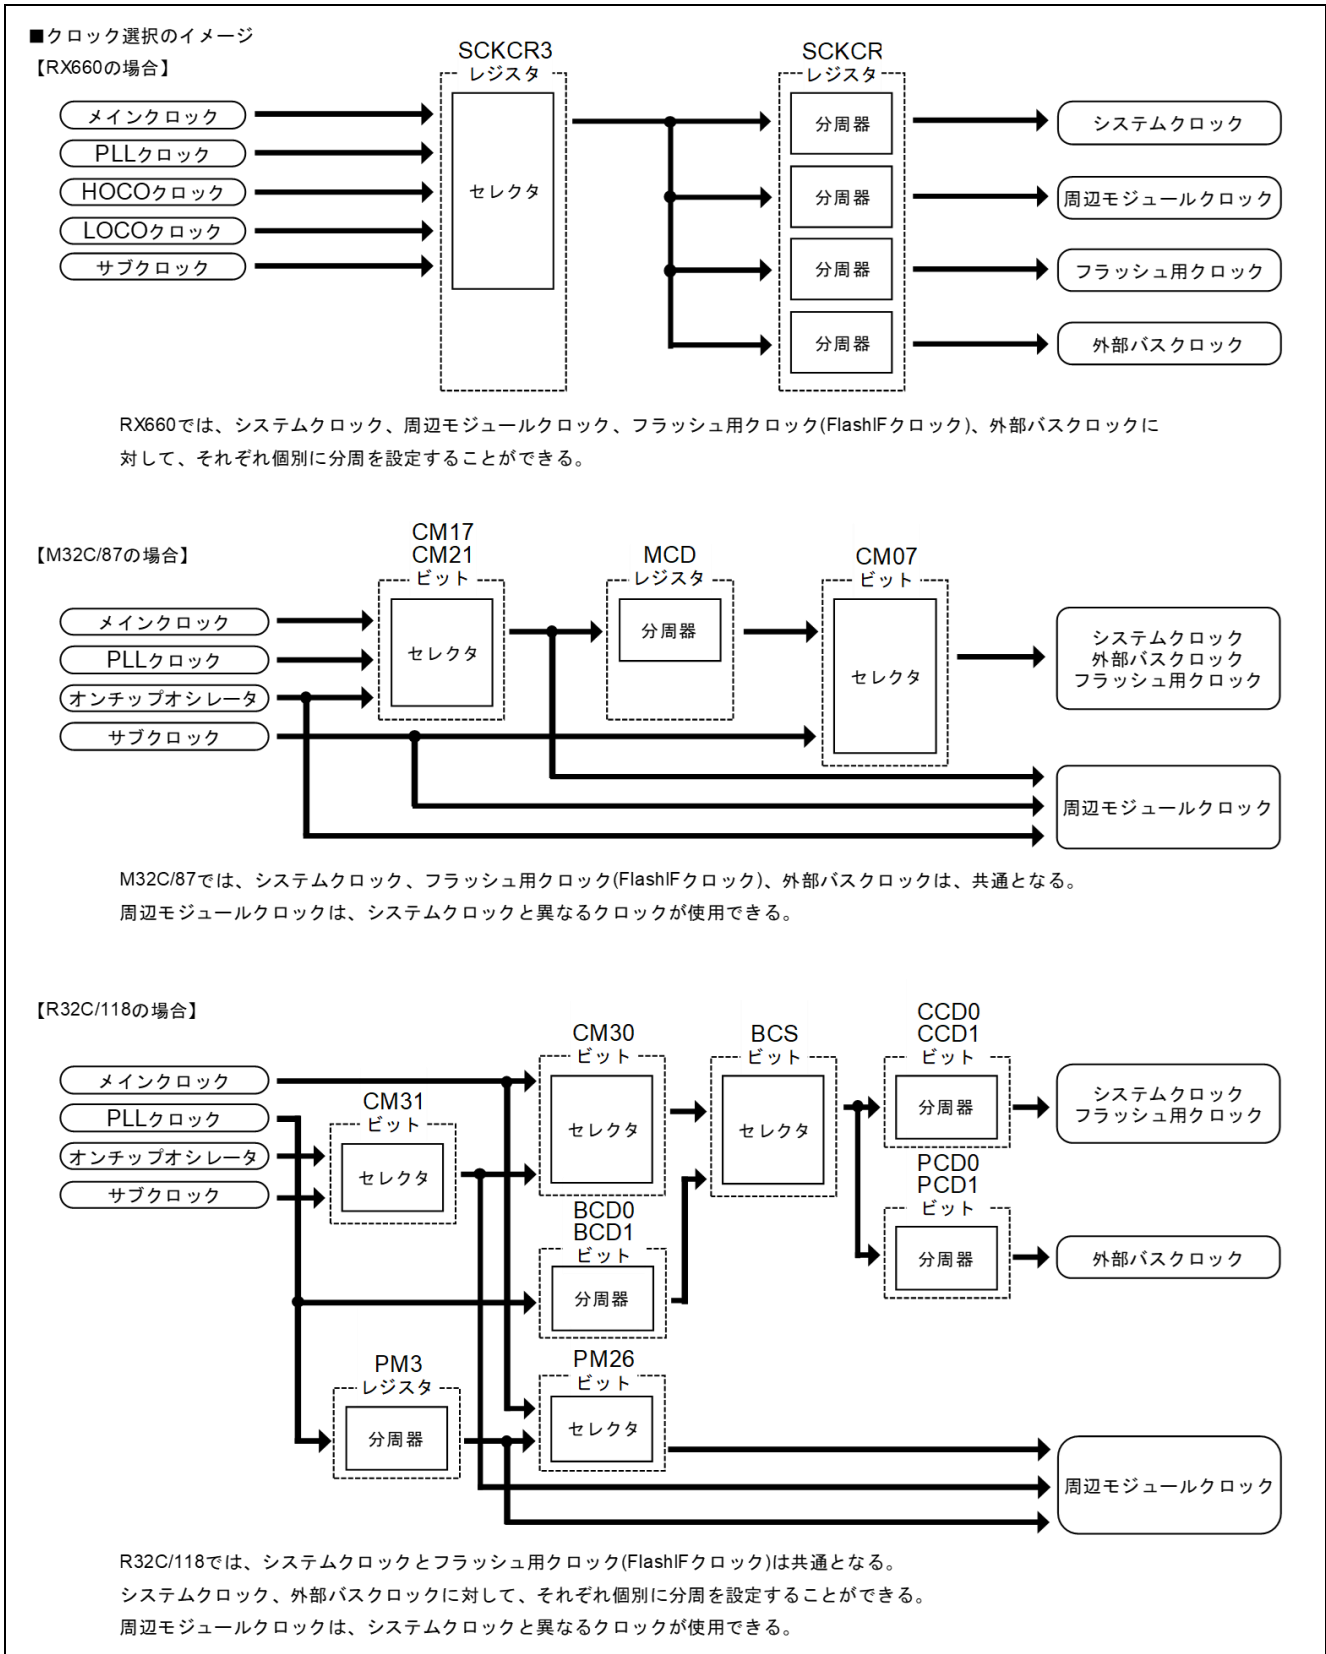 ■クロック選択のイメージ
【RX660の場合】
SCKCR3
レジスタ
SCKCR
レジスタ
メインクロック
PLLクロック
HOCOクロック
LOCOクロック
サブクロック
セレクタ
分周器
分周器
分周器
分周器
システムクロック
周辺モジュールクロック
フラッシュ用クロック
外部バスクロック
RX660では、システムクロック、周辺モジュールクロック、フラッシュ用クロック(FlashIFクロック)、外部バスクロックに
対して、それぞれ個別に分周を設定することができる。
【M32C/87の場合】
CM17
CM21
ビット
MCD
レジスタ
CM07
ビット
メインクロック
PLLクロック
オンチップオシレータ
サブクロック
セレクタ
分周器
セレクタ
システムクロック
外部バスクロック
フラッシュ用クロック
周辺モジュールクロック
M32C/87では、システムクロック、フラッシュ用クロック(FlashIFクロック)、外部バスクロックは、共通となる。
周辺モジュールクロックは、システムクロックと異なるクロックが使用できる。
【R32C/118の場合】
メインクロック
PLLクロック
オンチップオシレータ
サブクロック
CM31
ビット
セレクタ
CM30
ビット
セレクタ
BCS
ビット
セレクタ
CCD0
CCD1
ビット
分周器
システムクロック
フラッシュ用クロック
BCD0
BCD1
ビット
分周器
PCD0
PCD1
ビット
分周器
外部バスクロック
PM3
レジスタ
分周器
PM26
ビット
セレクタ
周辺モジュールクロック
R32C/118では、システムクロックとフラッシュ用クロック(FlashIFクロック)は共通となる。
システムクロック、外部バスクロックに対して、それぞれ個別に分周を設定することができる。
周辺モジュールクロックは、システムクロックと異なるクロックが使用できる。